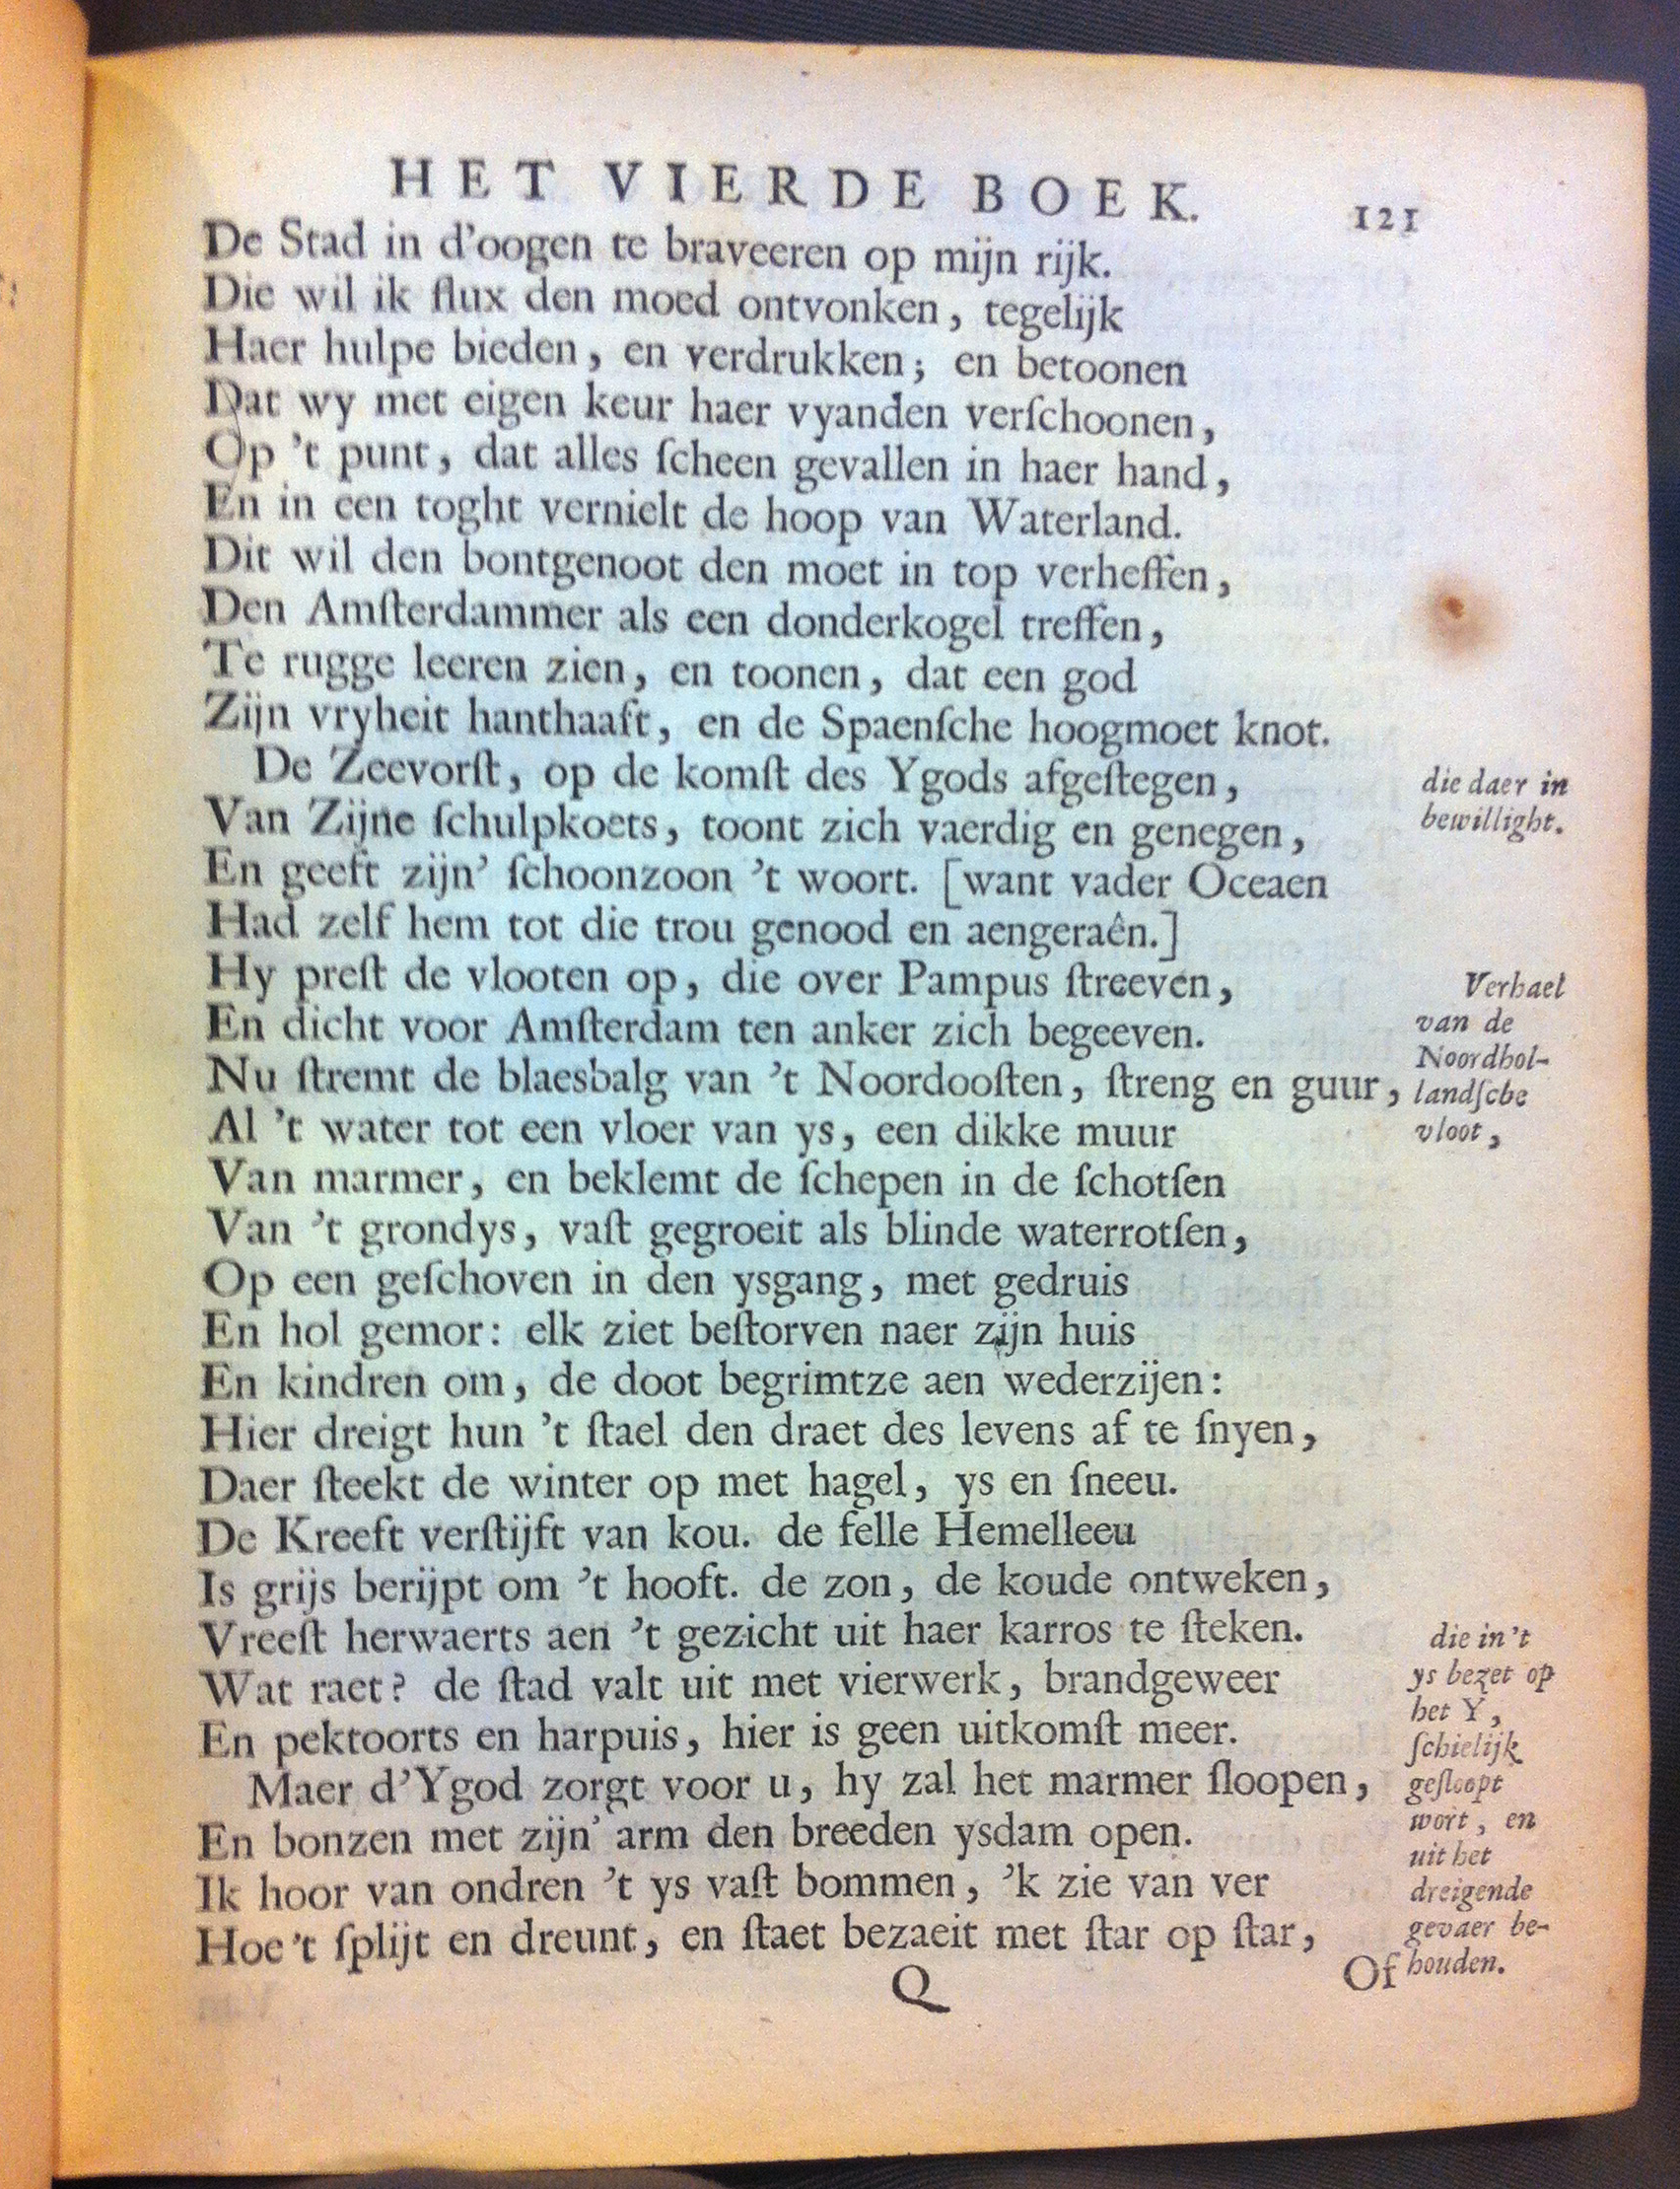 HET VIERDE BOEK. 121
De Stad in d'oogen te braveeren op mijn rijk.
Die wil ik flux den moed ontvonken, tegelijk
Haer hulpe bieden, en verdrukken; en betoonen
Dat wy met eigen keur haer vyanden verſchoonen,
Op 't punt, dat alles ſcheen gevallen in haer hand,
En in een toght vernielt de hoop van Waterland.
Dit wil den bontgenoot den moet in top verheffen,
Den Amſterdammer als een donderkogel treffen,
Te rugge leeren zien, en toonen, dat een god
Zijn vryheit hanthaaft, en de Spaenſche hoogmoet knot.
De Zeevorſt, op de komſt des Ygods afgeſtegen,
Van Zijne ſchulpkoets, toont zich vaerdig en genegen,
En geeft zijn' ſchoonzoon 't woort. [want vader Oceaen
Had zelf hem tot die trou genood en aengeraên.]
Hy preſt de vlooten op, die over Pampus ſtreeven,
En dicht voor Amſterdam ten anker zich begeeven.
Nu ſtremt de blaesbalg van 't Noordooſten, ſtreng en guur,
Al 't water tot een vloer van ys, een dikke muur
Van marmer, en beklemt de ſchepen in de ſchotſen
Van 't grondys, vaſt gegroeit als blinde waterrotſen,
Op een geſchoven in den ysgang, met gedruis
En hol gemor: elk ziet beſtorven naer zijn huis
En kindren om, de doot begrimtze aen wederzijen:
Hier dreigt hun 't ſtael den draet des levens af te ſnyen,
Daer ſteekt de winter op met hagel, ys en ſneeu.
De Kreeft verſtijft van kou. de felle Hemelleeu
Is grijs berijpt om 't hooft. de zon, de koude ontweken,
Vreeſt herwaerts aen 't gezicht uit haer karros te ſteken.
Wat raet? de ſtad valt uit met vierwerk, brandgeweer
En pektoorts en harpuis, hier is geen uitkomſt meer.
Maer d'Ygod zorgt voor u, hy zal het marmer ſloopen,
En bonzen met zijn' arm den breeden ysdam open.
Ik hoor van ondren 't ys vaſt bommen, 'k zie van ver
Hoe 't ſplijt en dreunt, en ſtaet bezaeit met ſtar op ſtar,
Q
Of
die daer in
bewillight.
Verhael
van de
Noordhol-
landſche
vloot,
die in 't
ys bezet op
het Y,
ſchielijk
geſloopt
wort, en
uit het
dreigende
gevaer be-
houden.